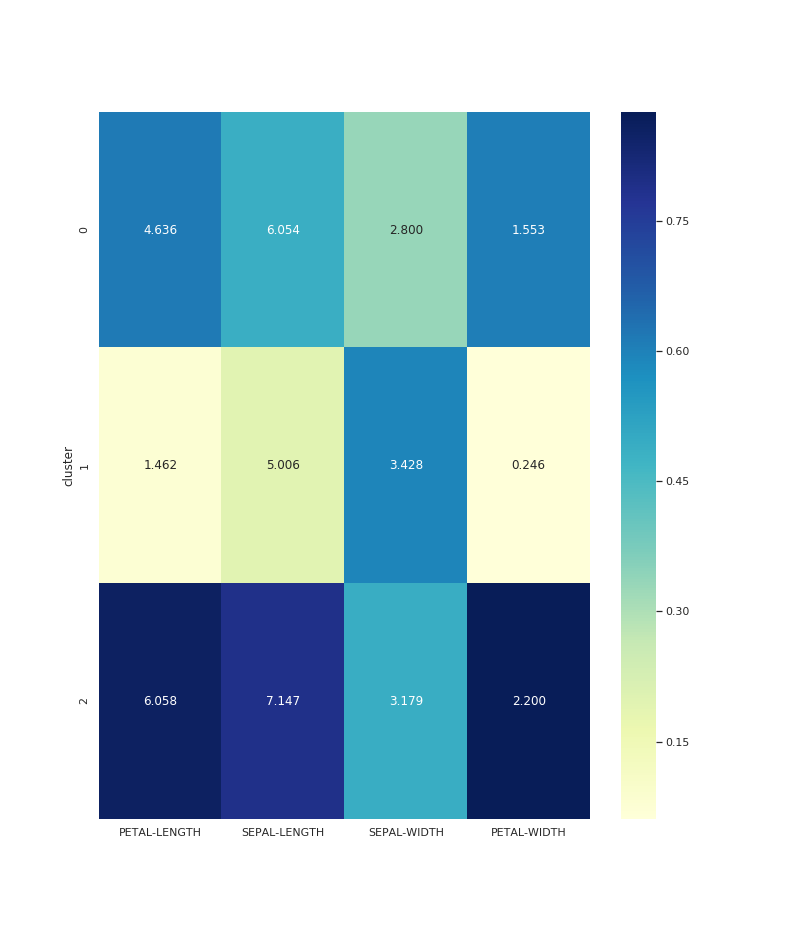 0.75
4.636 6.054 2.800 1.553
0
0.60
cluster
1
1.462 5.006 3.428 0.246
0.45
0.30
6.058 7.147 3.179 2.200
2
0.15
PETAL-LENGTH SEPAL-LENGTH SEPAL-WIDTH PETAL-WIDTH